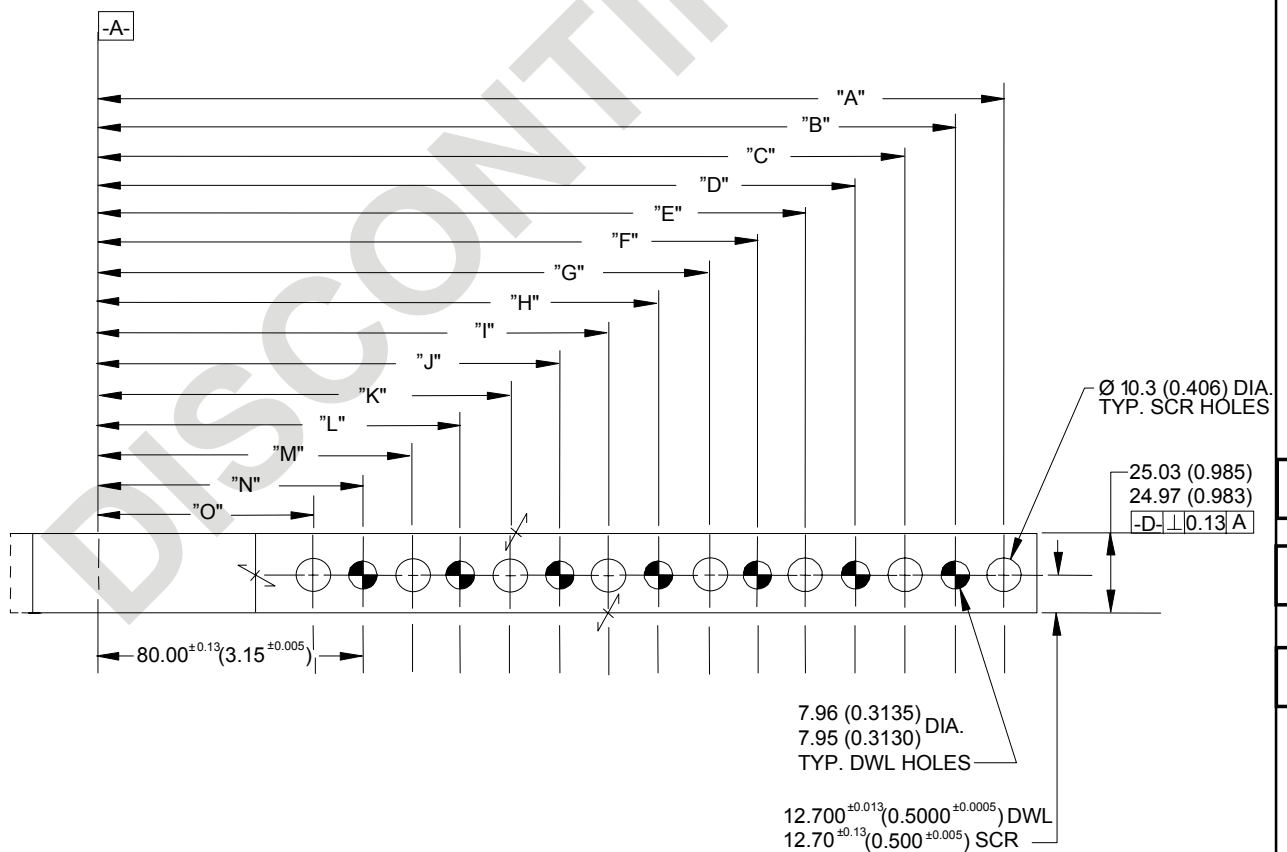 -A-
"A"
"B"
"C"
"D"
"E"
"F"
"G"
"H"
"I"
"J"
"K"
"L"
"M"
"N"
"O"
Ø 10.3 (0.406) DIA.
TYP. SCR HOLES
25.03 (0.985)
24.97 (0.983)
-D- ⊥ 0.13 A
80.00 ±0.13 (3.15 ±0.005)
7.96 (0.3135) DIA.
7.95 (0.3130)
TYP. DWL HOLES
12.700 ±0.013 (0.5000 ±0.0005) DWL
12.70 ±0.13 (0.500 ±0.005) SCR
DISCONTIN